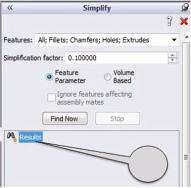 Simplify
Features: All; Fillets; Chamfers; Holes; Extrudes
Simplification factor: 0.100000
Feature Parameter
Volume Based
Ignore features affecting assembly mates
Find Now
Stop
Results